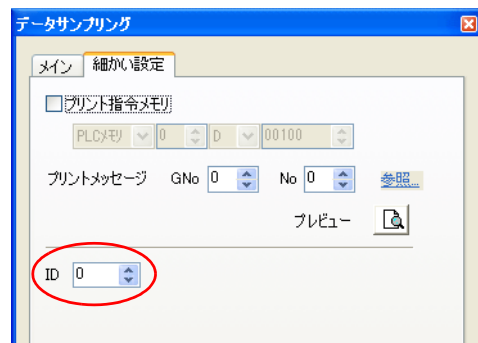 データサンプリング
メイン 細かい設定
プリント指令メモリ
PLCメモリ 0 D 00100
プリントメッセージ GNo 0 No 0 参照...
プレビュー
ID 0